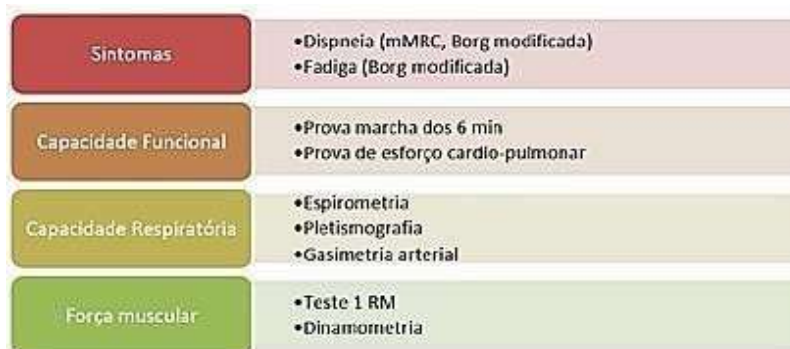 Sintomas
•Dispneia (mMRC, Borg modificada)
•Fadiga (Borg modificada)
Capacidade Funcional
•Prova marcha dos 6 min
•Prova de esforço cardio-pulmonar
Capacidade Respiratória
•Espirometria
•Pletismografia
•Gasimetria arterial
Força muscular
•Teste 1 RM
•Dinamometria